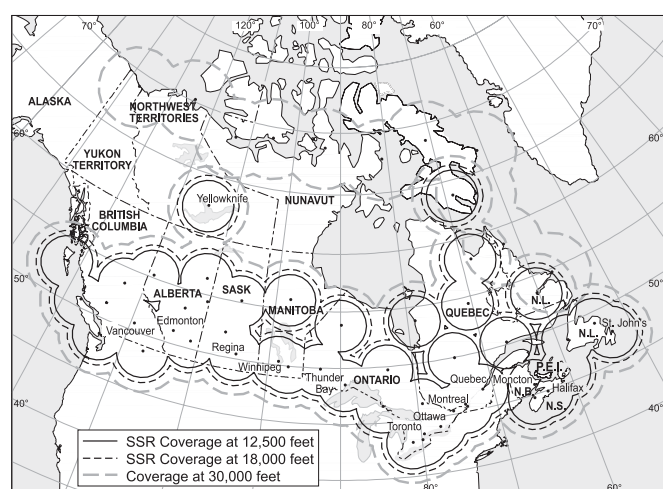 70°
120°
100°
80°
60°
70°
ALASKA
NORTHWEST
TERRITORIES
60°
60°
YUKON
TERRITORY
Yellowknife
NUNAVUT
BRITISH
COLUMBIA
50°
50°
SASK
ALBERTA
N.L.
MANITOBA
QUEBEC
Vancouver
Edmonton
St. John's
N.L.
Regina
Winnipeg
Thunder
Bay
ONTARIO
P.E.I.
Quebec
Moncton
Halifax
N.B.
40°
Montreal
N.S.
40°
Ottawa
Toronto
SSR Coverage at 12,500 feet
SSR Coverage at 18,000 feet
Coverage at 30,000 feet
80°
60°